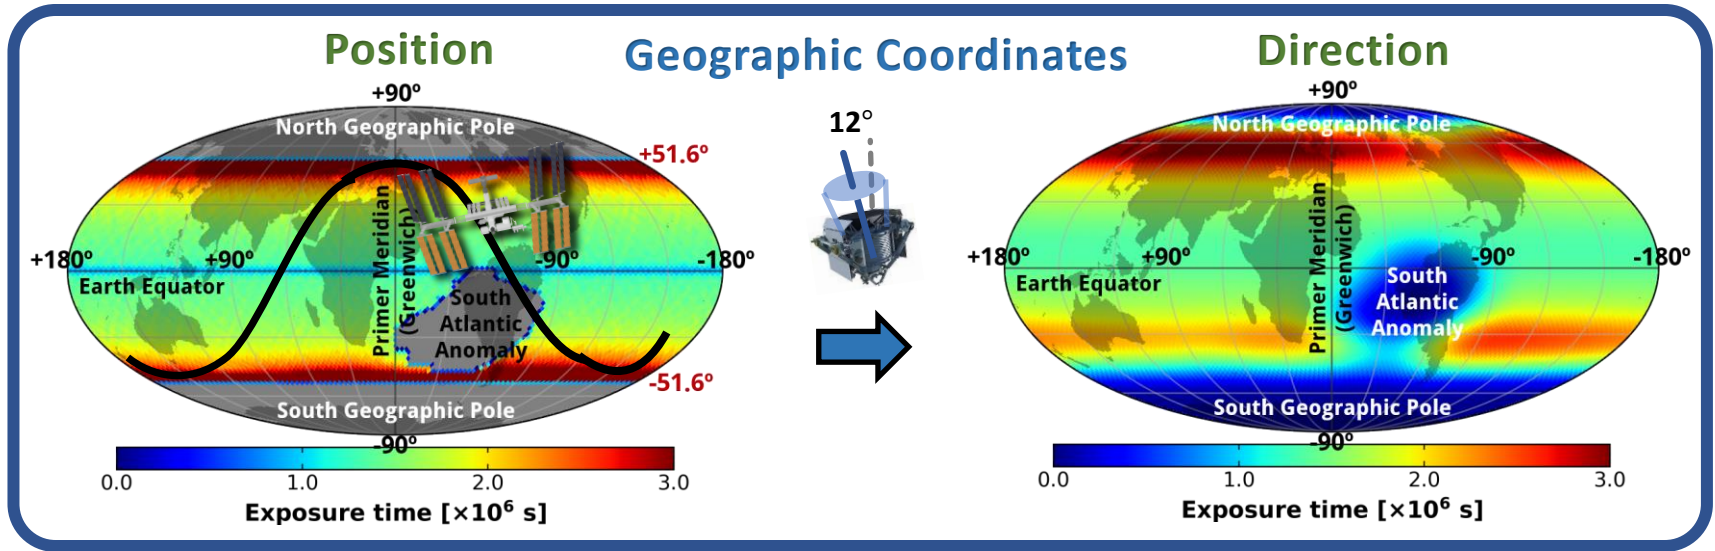 Position
Geographic Coordinates
Direction
+90º
North Geographic Pole
+51.6º
+180º
+90º
-90º
-180º
Earth Equator
Primer Meridian
(Greenwich)
South
Atlantic
Anomaly
-51.6º
South Geographic Pole
-90º
0.0
1.0
2.0
3.0
Exposure time [×10⁶ s]
12°
+90º
North Geographic Pole
+180º
+90º
-90º
-180º
Earth Equator
Primer Meridian
(Greenwich)
South
Atlantic
Anomaly
South Geographic Pole
-90º
0.0
1.0
2.0
3.0
Exposure time [×10⁶ s]